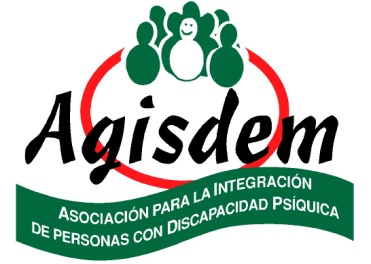 Agisdem
ASOCIACIÓN PARA LA INTEGRACIÓN
DE PERSONAS CON DISCAPACIDAD PSÍQUICA